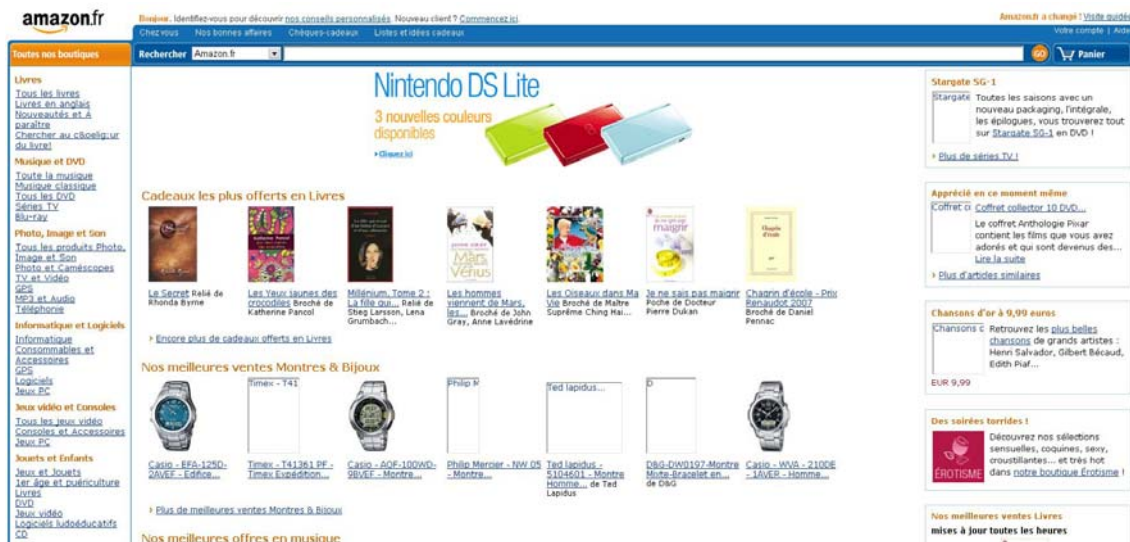 amazon.fr
Bonjour. Identifiez-vous pour découvrir nos conseils personnalisés. Nouveau client ? Commencez ici.
Amazon.fr a changé ! Visite guidée
Chez vous Nos bonnes affaires Chèques-cadeaux Listes et idées cadeaux
Votre compte | Aide
Toutes nos boutiques
Rechercher Amazon.fr
GO
Panier
Livres
Tous les livres
Livres en anglais
Nouveautés et À
paraître
Chercher au c&oelig;ur
du livre!
Musique et DVD
Toute la musique
Musique classique
Tous les DVD
Séries TV
Blu-ray
Photo, Image et Son
Tous les produits Photo,
Image et Son
Photo et Caméscopes
TV et Vidéo
GPS
MP3 et Audio
Téléphonie
Informatique et Logiciels
Informatique
Consommables et
Accessoires
GPS
Logiciels
Jeux PC
Jeux vidéo et Consoles
Tous les jeux vidéo
Consoles et Accessoires
Jeux PC
Jouets et Enfants
Jeux et Jouets
1er âge et puériculture
Livres
DVD
Jeux vidéo
Logiciels ludoéducatifs
CD
Nintendo DS Lite
3 nouvelles couleurs
disponibles
Cliquez ici
Cadeaux les plus offerts en Livres
Katherine Pancol
Mars
Vénus
maigrir
Chagrin
d'école
Le Secret Relié de
Rhonda Byrne
Les Yeux jaunes des
crocodiles Broché de
Katherine Pancol
Millénium, Tome 2 :
La fille qui... Relié de
Stieg Larsson, Lena
Grumbach...
Les hommes
viennent de Mars,
les... Broché de John
Gray, Anne Lavédrine
Les Oiseaux dans Ma
Vie Broché de Maître
Suprême Ching Hai...
Je ne sais pas maigrir
Poche de Docteur
Pierre Dukan
Chagrin d'école - Prix
Renaudot 2007
Broché de Daniel
Pennac
Encore plus de cadeaux offerts en Livres
Nos meilleures ventes Montres & Bijoux
Timex - T41
Philip M
Ted lapidus...
D
Casio - EFA-125D-
2AVEF - Edifice...
Timex - T41361 PF -
Timex Expédition...
Casio - AQF-100WD-
9BVEF - Montre...
Philip Mercier - NW 05
- Montre...
Ted lapidus -
5104601 - Montre
Homme... de Ted
Lapidus
D&G-DW0197-Montre
Mixte-Bracelet en...
de D&G
Casio - WVA - 210DE
- 1AVER - Homme...
Plus de meilleures ventes Montres & Bijoux
Nos meilleures offres en musique
Stargate SG-1
Stargate
Toutes les saisons avec un
nouveau packaging, l'intégrale,
les épilogues, vous trouverez tout
sur Stargate SG-1 en DVD !
Plus de séries TV !
Apprécié en ce moment même
Coffret co
Coffret collector 10 DVD...
Le coffret Anthologie Pixar
contient les films que vous avez
adorés et qui sont devenus des...
Lire la suite
Plus d'articles similaires
Chansons d'or à 9,99 euros
Chansons c
Retrouvez les plus belles
chansons de grands artistes :
Henri Salvador, Gilbert Bécaud,
Edith Piaf...
EUR 9,99
Des soirées torrides !
ÉROTISME
Découvrez nos sélections
sensuelles, coquines, sexy,
croustillantes... et très hot
dans notre boutique Érotisme !
Nos meilleures ventes Livres
mises à jour toutes les heures